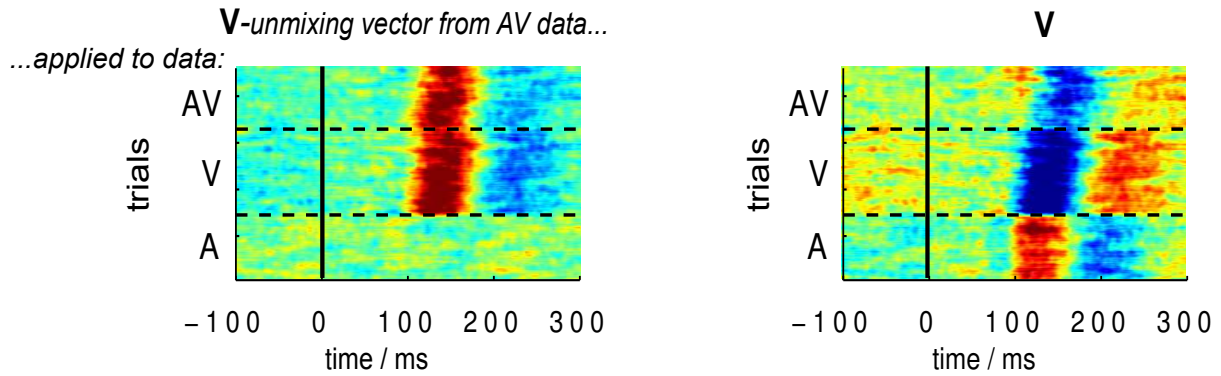 V-unmixing vector from AV data...
...applied to data:
AV
V
A
trials
−100 0 100 200 300
time / ms
V
AV
V
A
trials
−100 0 100 200 300
time / ms